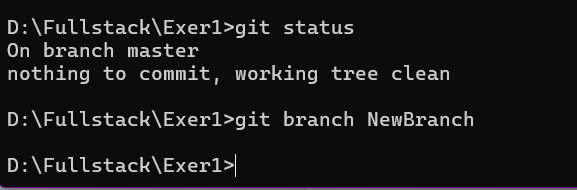 D:\Fullstack\Exer1>git status
On branch master
nothing to commit, working tree clean
D:\Fullstack\Exer1>git branch NewBranch
D:\Fullstack\Exer1>